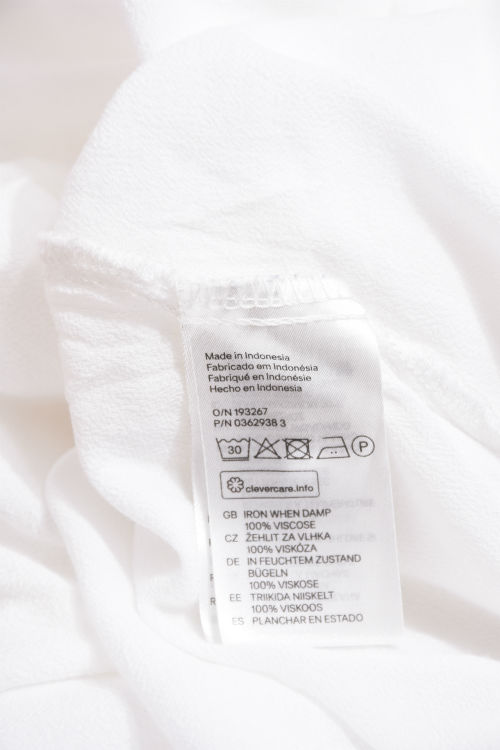 Made in Indonesia
Fabricado em Indonésia
Fabriqué en Indonésie
Hecho en Indonesia
O/N 193267
P/N 0362938 3
30 P
clevercare.info
GB IRON WHEN DAMP
100% VISCOSE
CZ ŽEHLIT ZA VLHKA
100% VISKÓZA
DE IN FEUCHTEM ZUSTAND
BÜGELN
100% VISKOSE
EE TRIIKIDA NIISKELT
100% VISKOOS
ES PLANCHAR EN ESTADO